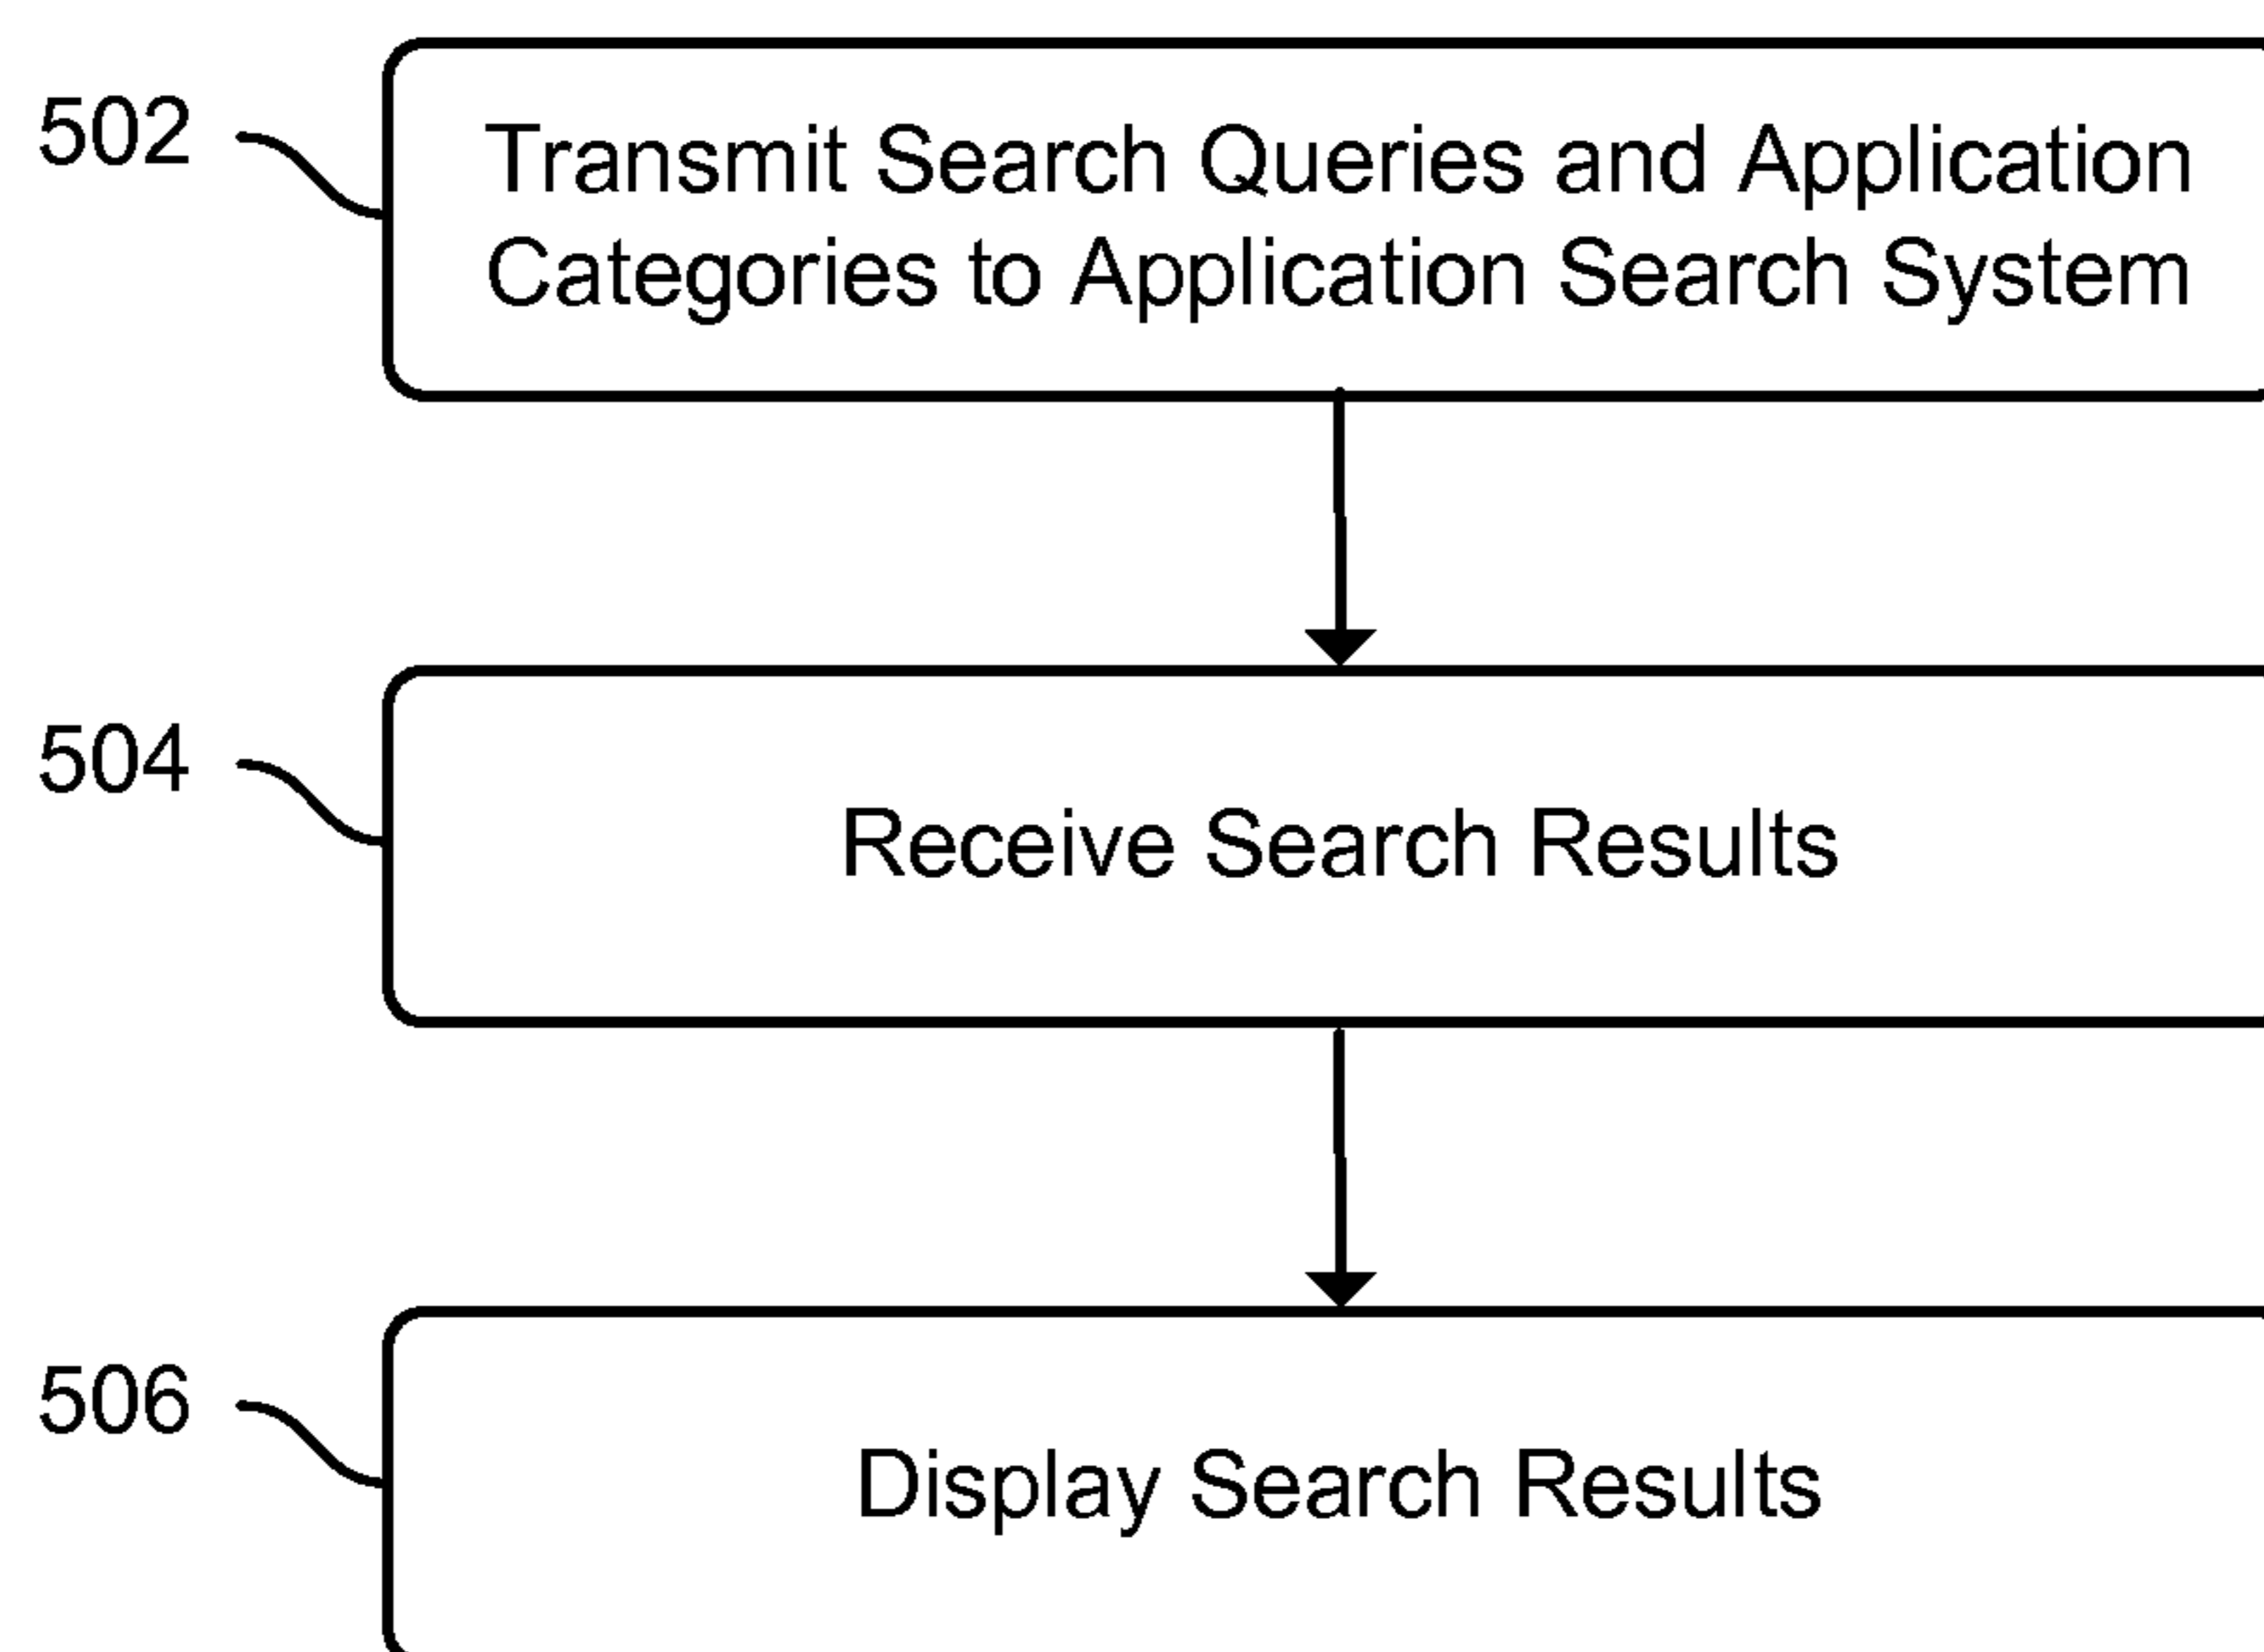 502
Transmit Search Queries and Application
Categories to Application Search System
504
Receive Search Results
506
Display Search Results